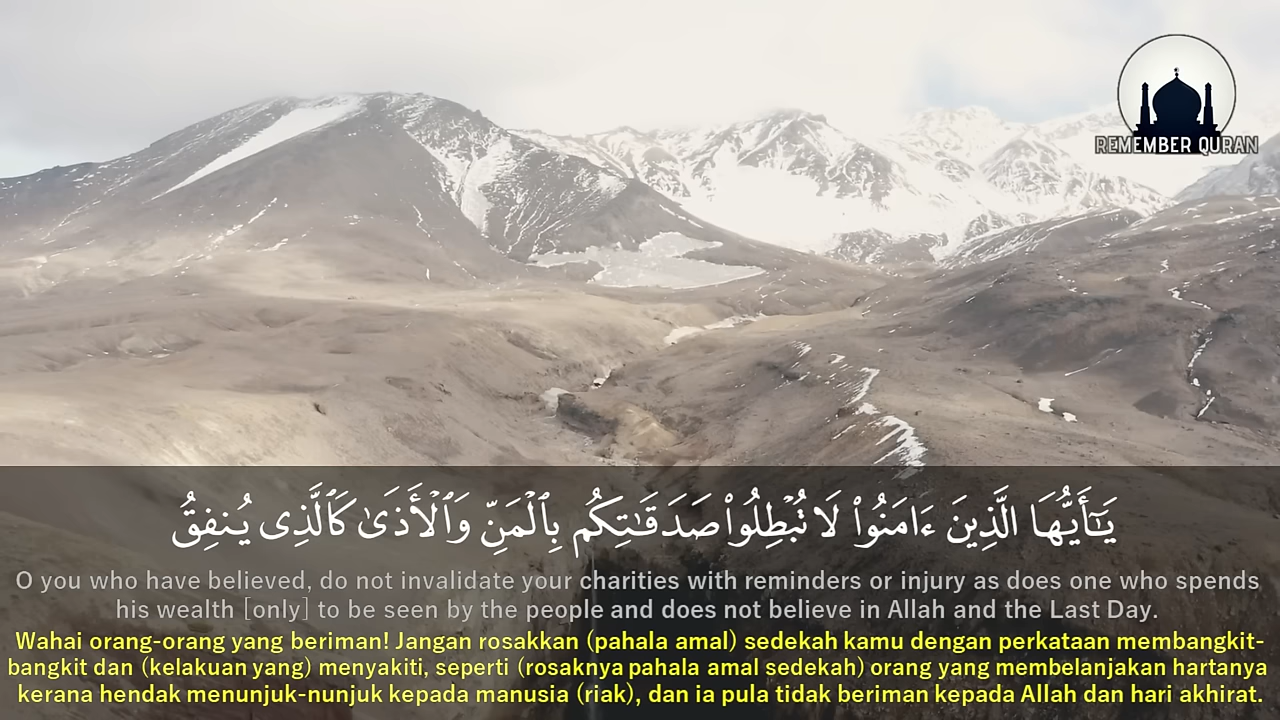 REMEMBER QURAN
يَـٰٓأَيُّهَا الَّذِينَ ءَامَنُوا۟ لَا تُبْطِلُوا۟ صَدَقَـٰتِكُم بِٱلْمَنِّ وَٱلْأَذَىٰ كَٱلَّذِى يُنفِقُ
O you who have believed, do not invalidate your charities with reminders or injury as does one who spends
his wealth [only] to be seen by the people and does not believe in Allah and the Last Day.
Wahai orang-orang yang beriman! Jangan rosakkan (pahala amal) sedekah kamu dengan perkataan membangkit-
bangkit dan (kelakuan yang) menyakiti, seperti (rosaknya pahala amal sedekah) orang yang membelanjakan hartanya
kerana hendak menunjuk-nunjuk kepada manusia (riak), dan ia pula tidak beriman kepada Allah dan hari akhirat.